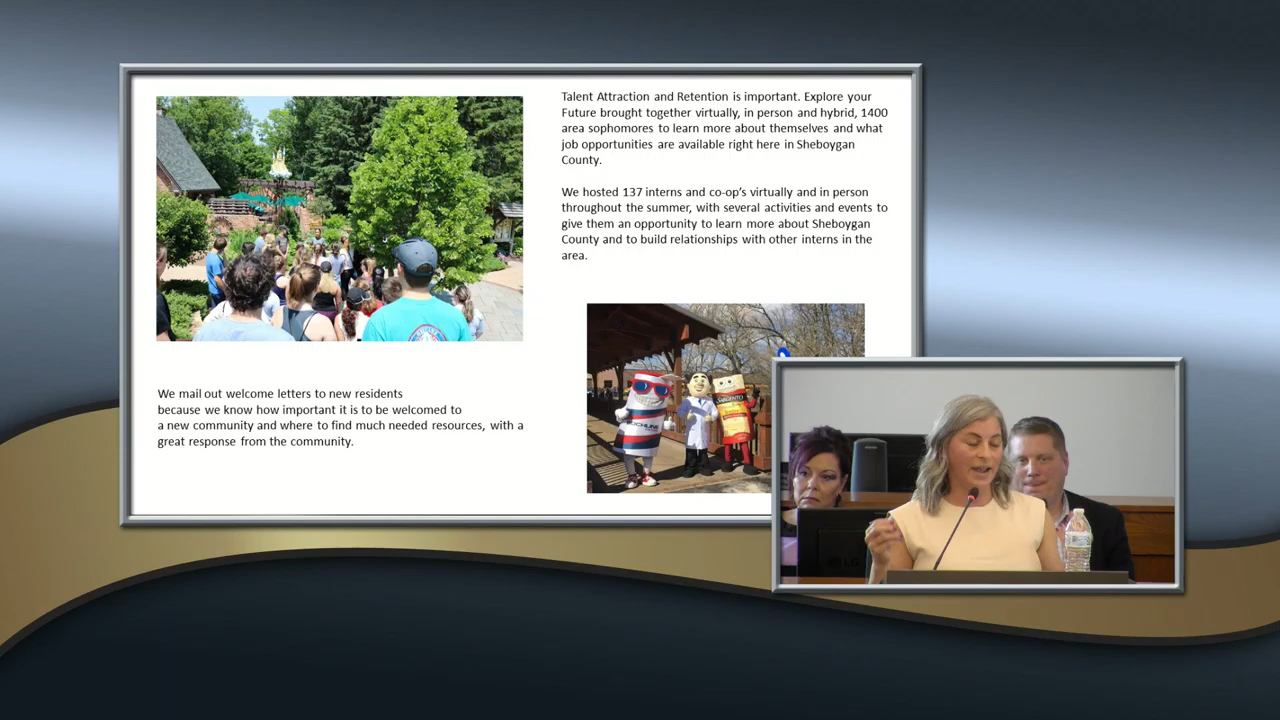 Talent Attraction and Retention is important. Explore your
Future brought together virtually, in person and hybrid, 1400
area sophomores to learn more about themselves and what
job opportunities are available right here in Sheboygan
County.
We hosted 137 interns and co-op's virtually and in person
throughout the summer, with several activities and events to
give them an opportunity to learn more about Sheboygan
County and to build relationships with other interns in the
area.
We mail out welcome letters to new residents
because we know how important it is to be welcomed to
a new community and where to find much needed resources, with a
great response from the community.
SARGENTO
LG